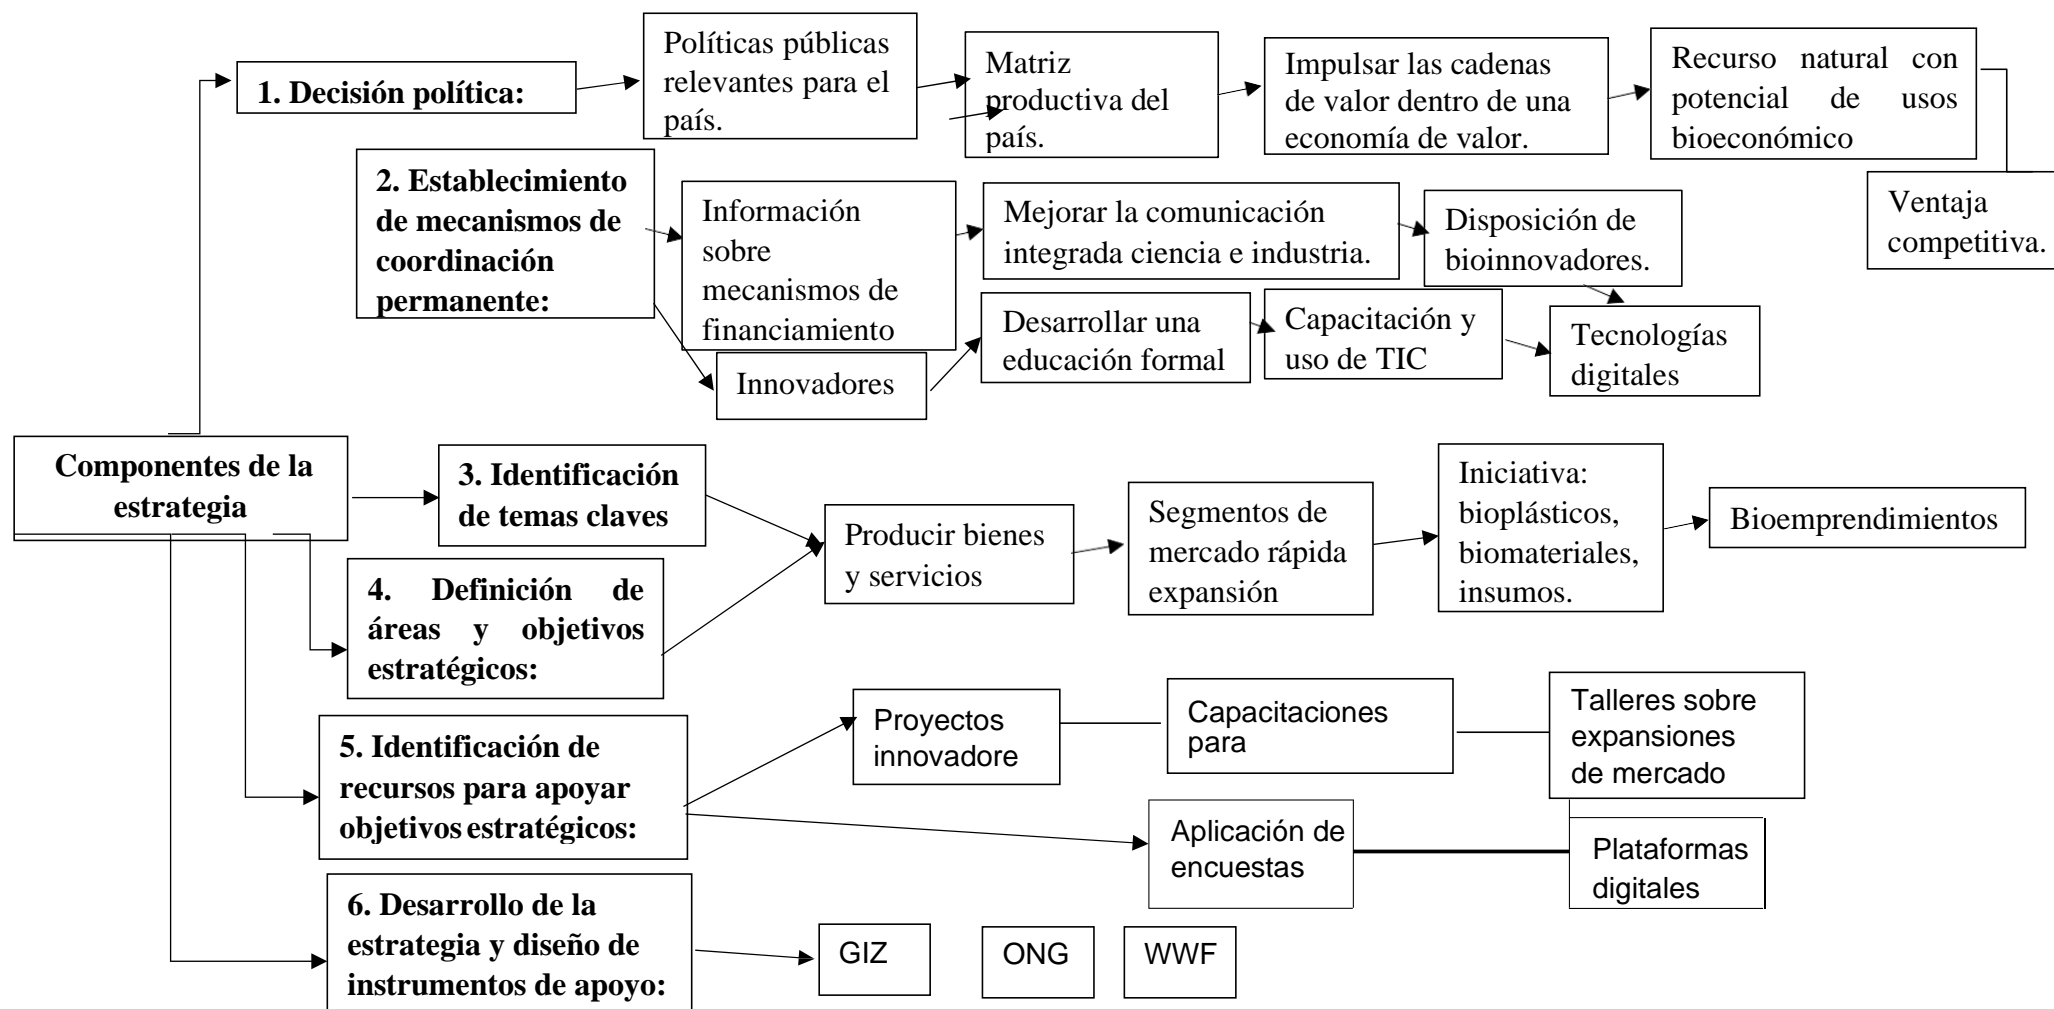 1. Decisión política:
Políticas públicas
relevantes para el
país.
Matriz
productiva del
país.
Impulsar las cadenas
de valor dentro de una
economía de valor.
Recurso natural con
potencial de usos
bioeconómico
Ventaja
competitiva.
2. Establecimiento
de mecanismos de
coordinación
permanente:
Información
sobre
mecanismos de
financiamiento
Mejorar la comunicación
integrada ciencia e industria.
Disposición de
bioinnovadores.
Innovadores
Desarrollar una
educación formal
Capacitación y
uso de TIC
Tecnologías
digitales
Componentes de la
estrategia
3. Identificación
de temas claves
4. Definición de
áreas y objetivos
estratégicos:
Producir bienes
y servicios
Segmentos de
mercado rápida
expansión
Iniciativa:
bioplásticos,
biomateriales,
insumos.
Bioemprendimientos
5. Identificación de
recursos para apoyar
objetivos estratégicos:
Proyectos
innovadore
Capacitaciones
para
Talleres sobre
expansiones
de mercado
Aplicación de
encuestas
Plataformas
digitales
6. Desarrollo de la
estrategia y diseño de
instrumentos de apoyo:
GIZ
ONG
WWF